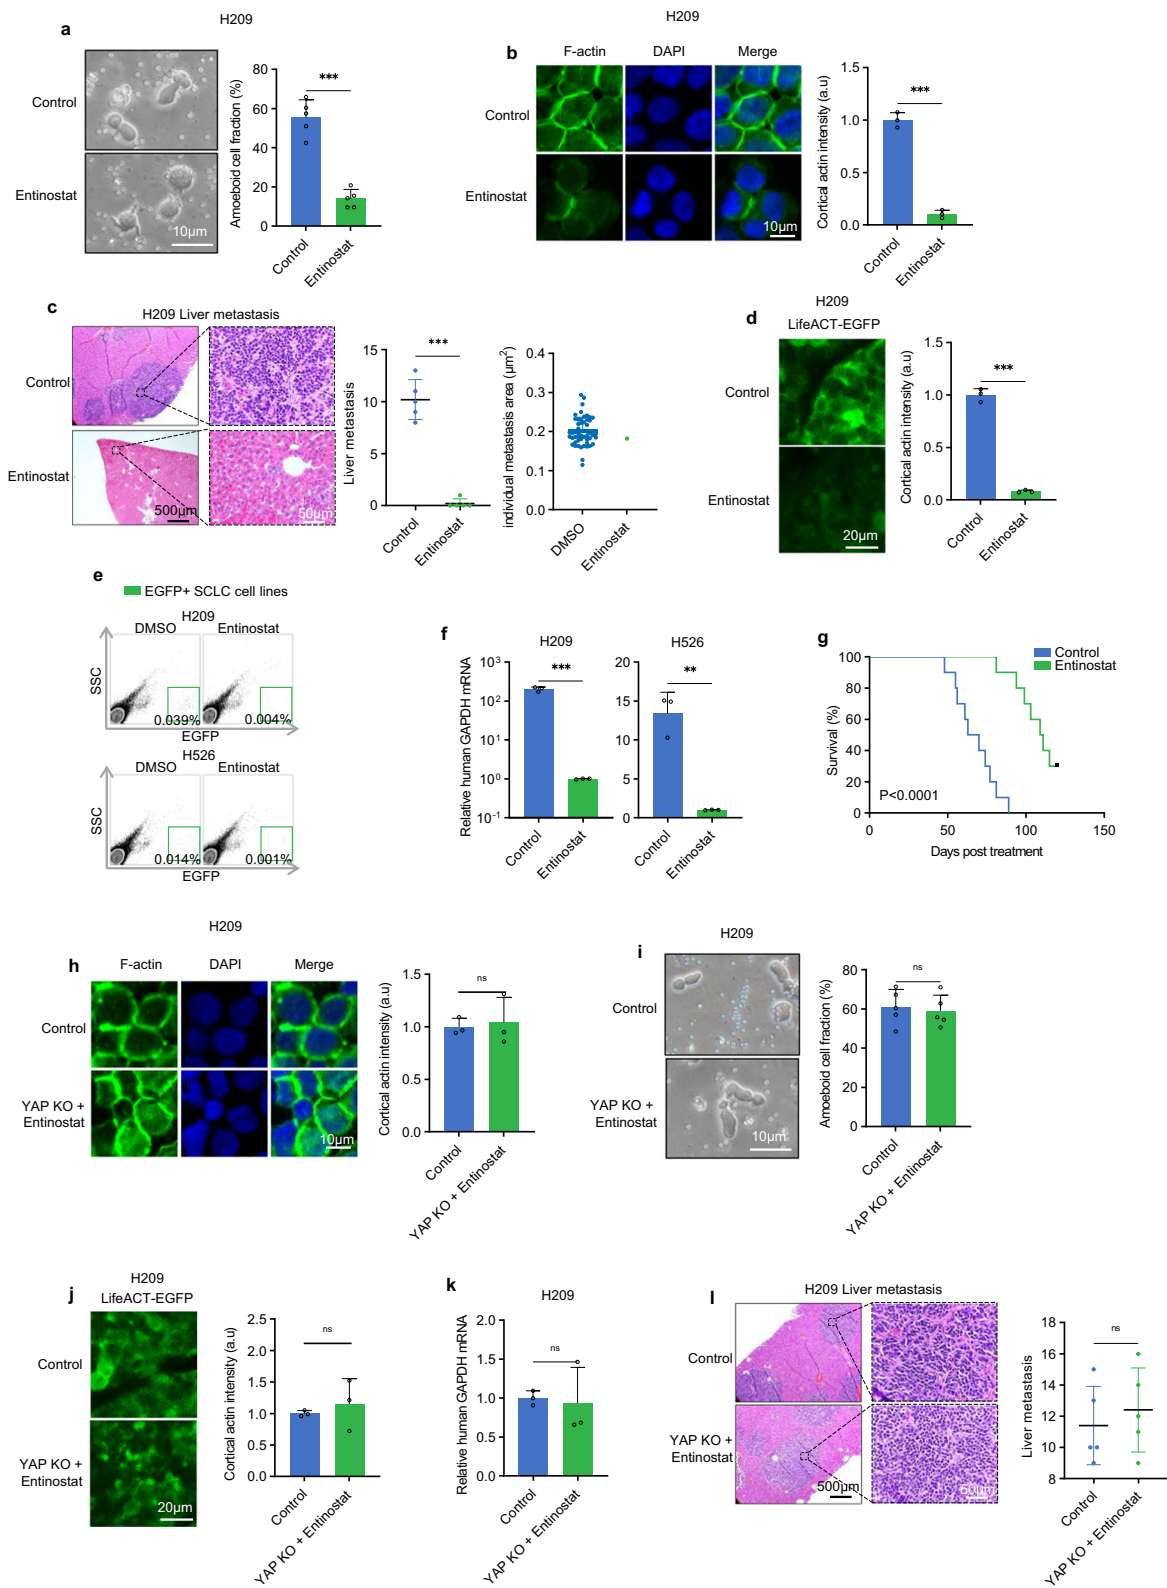 a
H209
Control
Entinostat
10µm
Amoeboid cell fraction (%)
80
60
40
20
0
***
Control
Entinostat
H209
b
F-actin
DAPI
Merge
Control
Entinostat
10µm
Cortical actin intensity (a.u)
1.5
1.0
0.5
0.0
***
Control
Entinostat
c
H209 Liver metastasis
Control
Entinostat
500µm
50µm
Liver metastasis
15
10
5
0
***
Control
Entinostat
individual metastasis area (µm²)
0.4
0.3
0.2
0.1
0.0
DMSO
Entinostat
d
H209
LifeACT-EGFP
Control
Entinostat
20µm
Cortical actin intensity (a.u)
1.5
1.0
0.5
0.0
***
Control
Entinostat
e
EGFP+ SCLC cell lines
H209
DMSO
Entinostat
SSC
0.039%
0.004%
EGFP
H526
DMSO
Entinostat
SSC
0.014%
0.001%
EGFP
f
H209
H526
Relative human GAPDH mRNA
10³
10²
10¹
10⁰
10⁻¹
***
Control
Entinostat
20
15
10
5
0
**
Control
Entinostat
g
Control
Entinostat
Survival (%)
100
80
60
40
20
0
P<0.0001
0
50
100
150
Days post treatment
H209
h
F-actin
DAPI
Merge
Control
YAP KO +
Entinostat
10µm
Cortical actin intensity (a.u)
1.5
1.0
0.5
0.0
ns
Control
YAP KO + Entinostat
i
H209
Control
YAP KO +
Entinostat
10µm
Amoeboid cell fraction (%)
80
60
40
20
0
ns
Control
YAP KO + Entinostat
j
H209
LifeACT-EGFP
Control
YAP KO +
Entinostat
20µm
Cortical actin intensity (a.u)
2.5
2.0
1.5
1.0
0.5
0.0
ns
Control
YAP KO + Entinostat
k
H209
Relative human GAPDH mRNA
2.0
1.5
1.0
0.5
0.0
ns
Control
YAP KO + Entinostat
l
H209 Liver metastasis
Control
YAP KO +
Entinostat
500µm
50µm
Liver metastasis
18
16
14
12
10
8
ns
Control
YAP KO + Entinostat